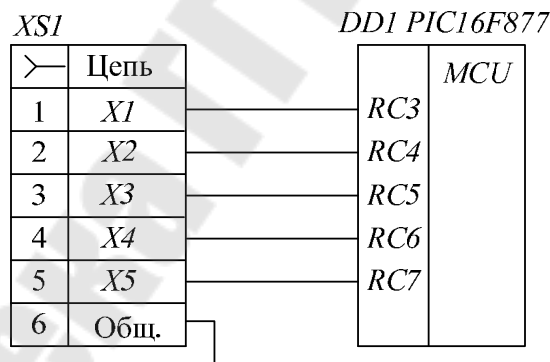 XS1 DD1 PIC16F877
Цепь MCU
1 X1 RC3
2 X2 RC4
3 X3 RC5
4 X4 RC6
5 X5 RC7
6 Общ.